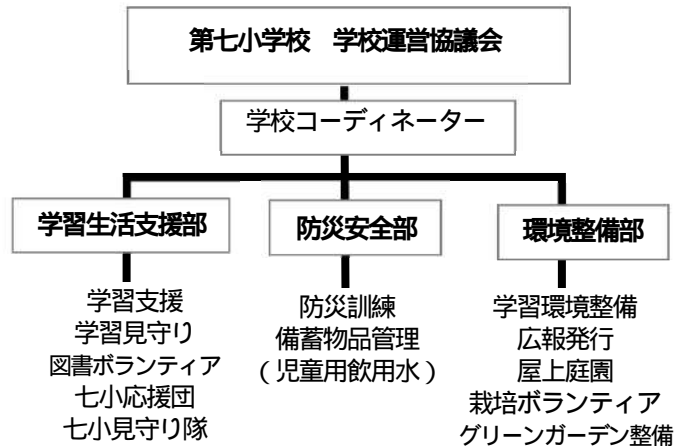 第七小学校　学校運営協議会
学校コーディネーター
学習生活支援部
学習支援
学習見守り
図書ボランティア
七小応援団
七小見守り隊
防災安全部
防災訓練
備蓄物品管理
（児童用飲用水）
環境整備部
学習環境整備
広報発行
屋上庭園
栽培ボランティア
グリーンガーデン整備